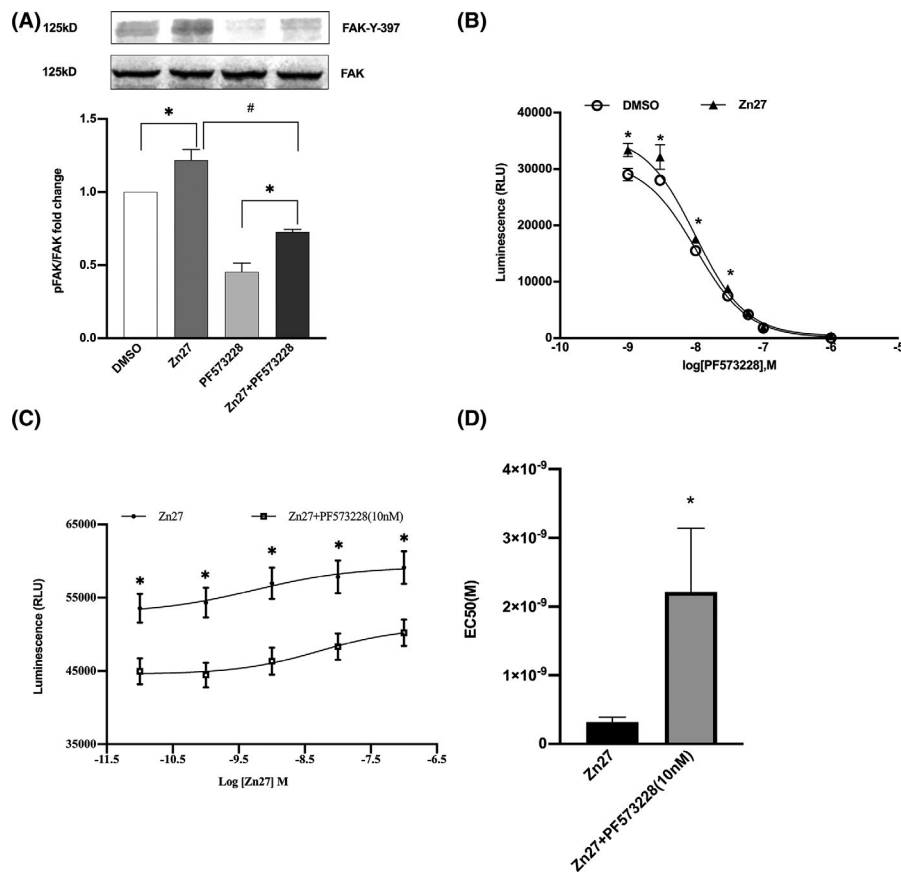 (A)
125kD FAK-Y-397
125kD FAK
pFAK/FAK fold change
1.5
1.0
0.5
0.0
* # *
DMSO
Zn27
PF573228
Zn27+PF573228
(B)
DMSO Zn27
Luminescence (RLU)
40000
30000
20000
10000
0
* * * *
-10 -9 -8 -7 -6 -5
log[PF573228],M
(C)
Zn27 Zn27+PF573228(10nM)
Luminescence (RLU)
65000
55000
45000
35000
* * * * *
-11.5 -10.5 -9.5 -8.5 -7.5 -6.5
Log [Zn27] M
(D)
EC50(M)
4×10-9
3×10-9
2×10-9
1×10-9
0
*
Zn27
Zn27+PF573228(10nM)